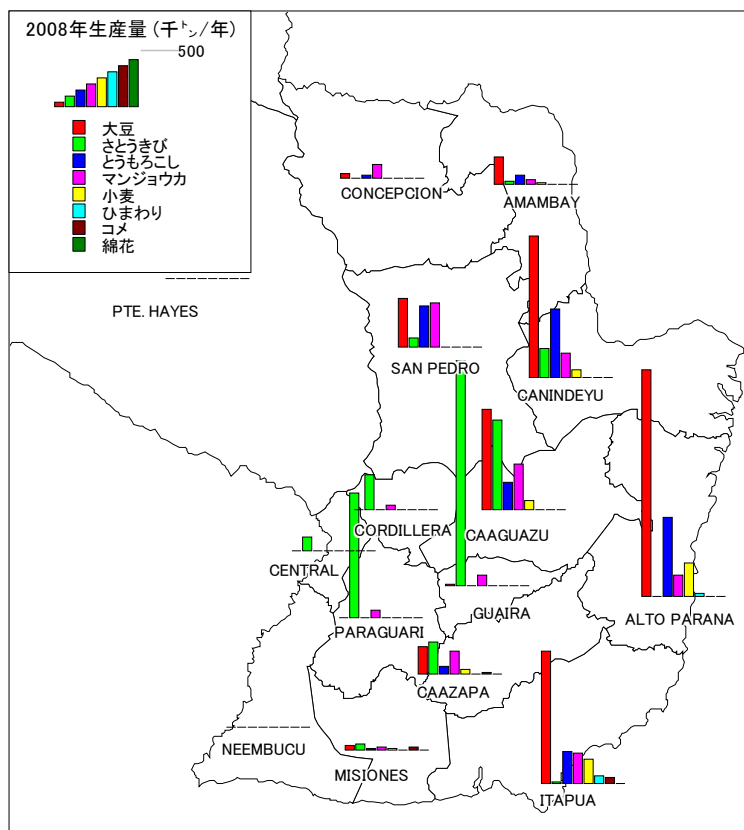 2008年生産量 (千㌧/年)
500
大豆
さとうきび
とうもろこし
マンジョウカ
小麦
ひまわり
コメ
綿花
CONCEPCION
AMAMBAY
PTE. HAYES
SAN PEDRO
CANINDEYU
CORDILLERA
CAAGUAZU
CENTRAL
GUAIRA
ALTO PARANA
PARAGUARI
CAAZAPA
NEEMBUCU
MISIONES
ITAPUA